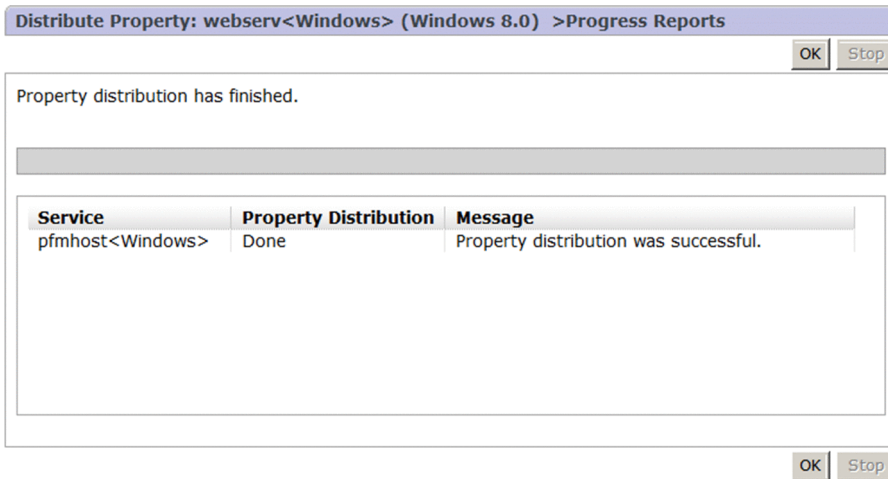 Distribute Property: webserv<Windows> (Windows 8.0) >Progress Reports
OK Stop
Property distribution has finished.
Service Property Distribution Message
pfmhost<Windows> Done Property distribution was successful.
OK Stop